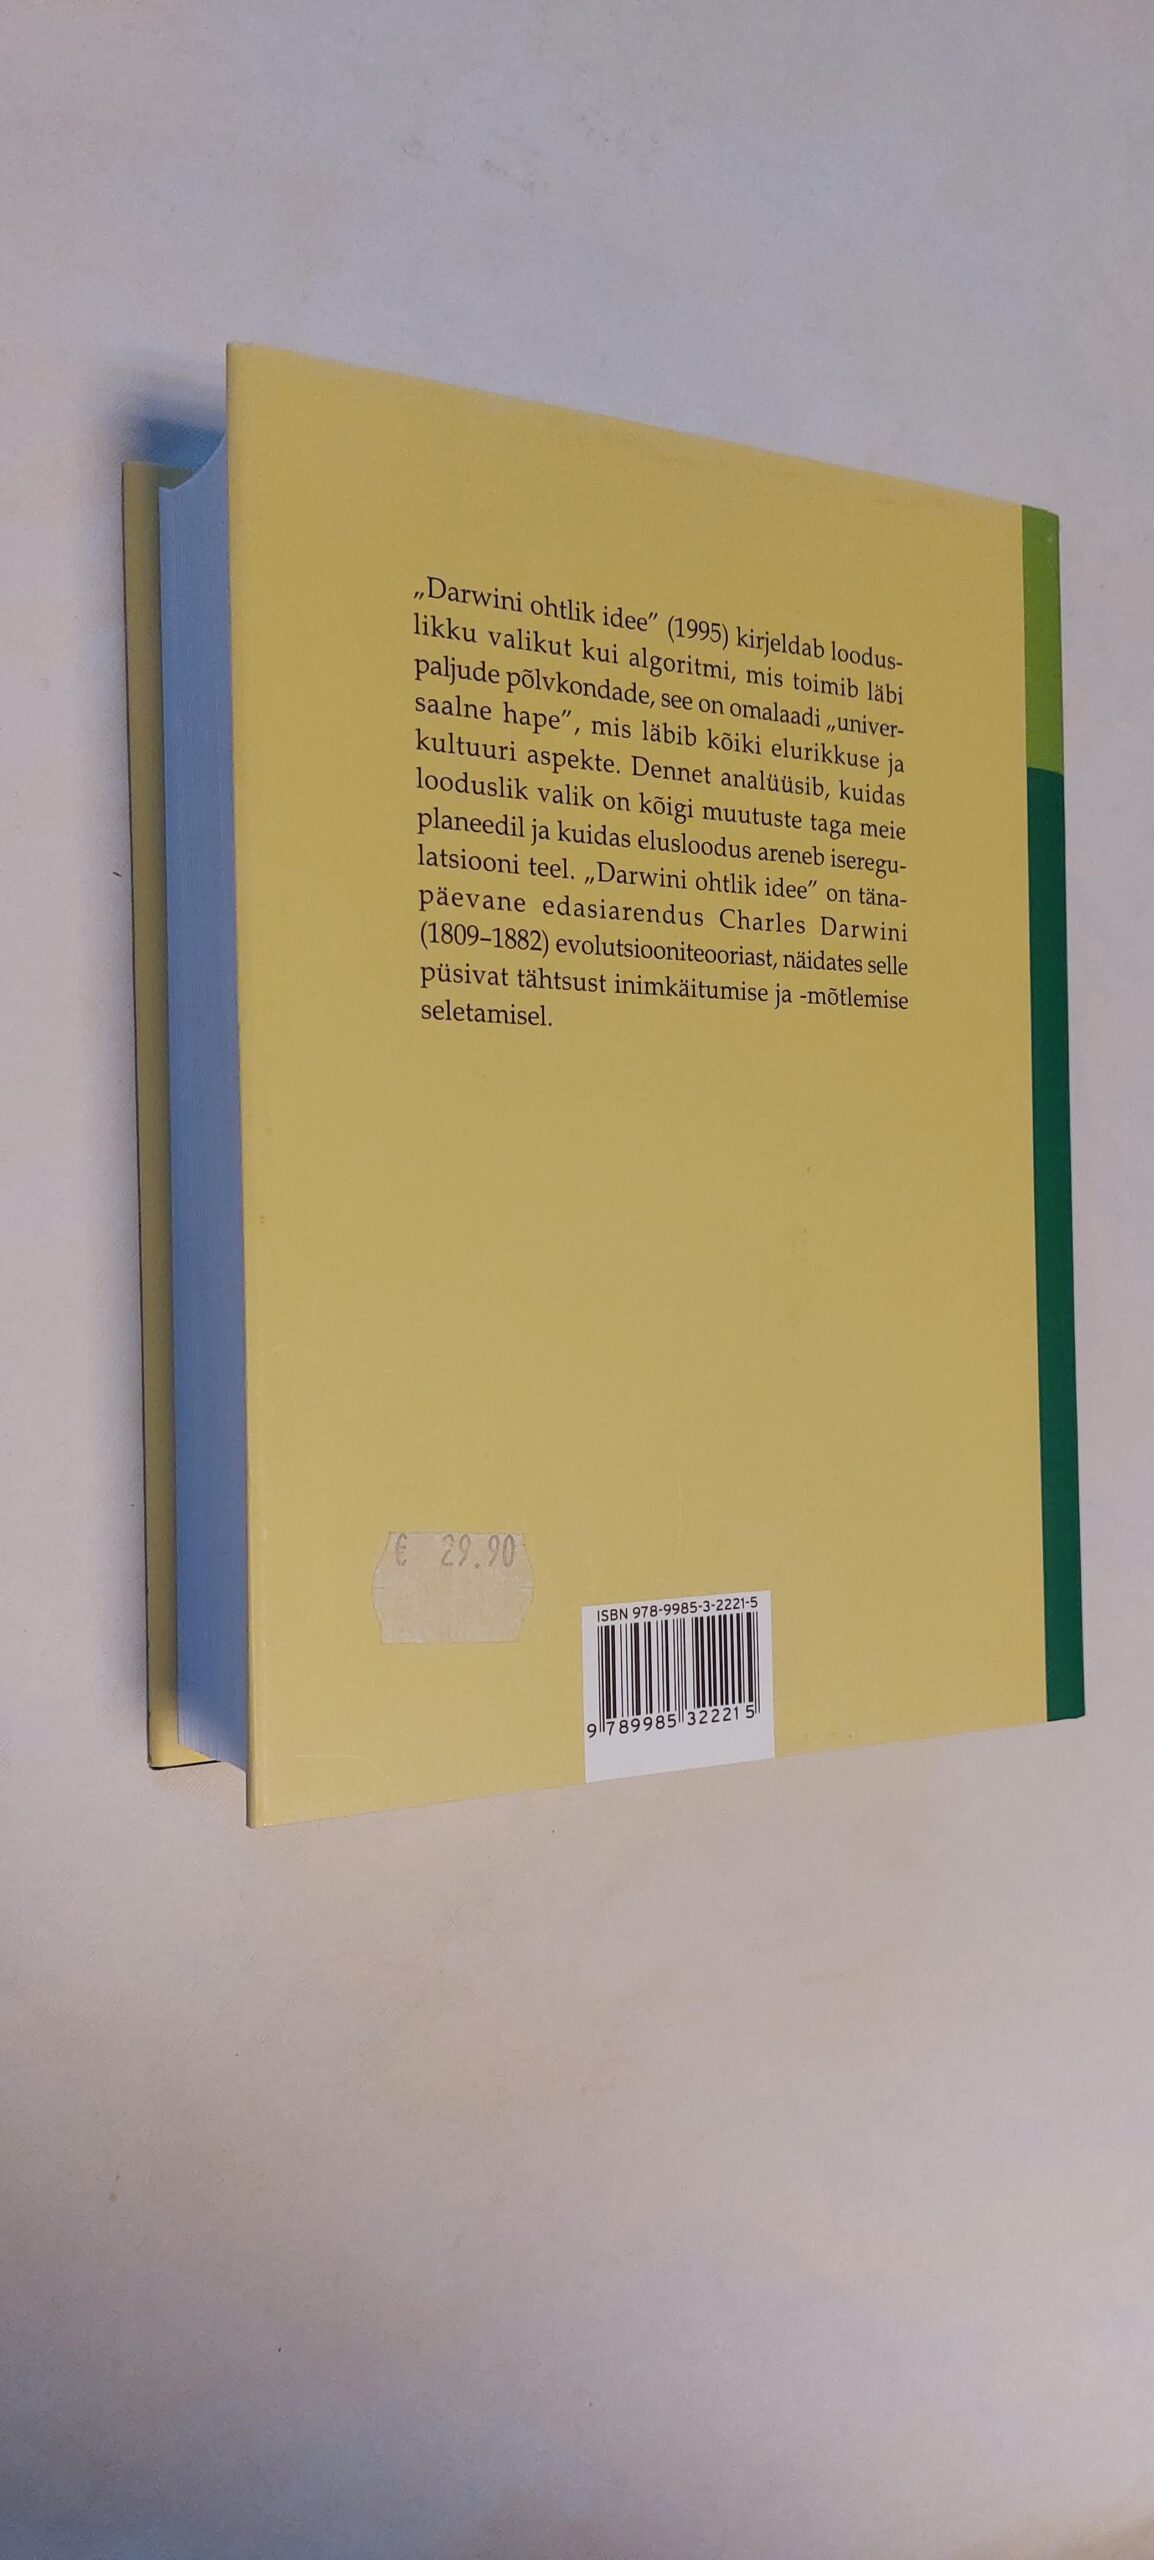 „Darwini ohtlik idee” (1995) kirjeldab loodus-
likku valikut kui algoritmi, mis toimib läbi
paljude põlvkondade, see on omalaadi „univer-
saalne hape”, mis läbib kõiki elurikkuse ja
kultuuri aspekte. Dennet analüüsib, kuidas
looduslik valik on kõigi muutuste taga meie
planeedil ja kuidas elusloodus areneb iseregu-
latsiooni teel. „Darwini ohtlik idee” on täna-
päevane edasiarendus Charles Darwini
(1809–1882) evolutsiooniteooriast, näidates selle
püsivat tähtsust inimkäitumise ja -mõtlemise
seletamisel.
€ 29.90
ISBN 978-9985-3-2221-5
9 789985 322215